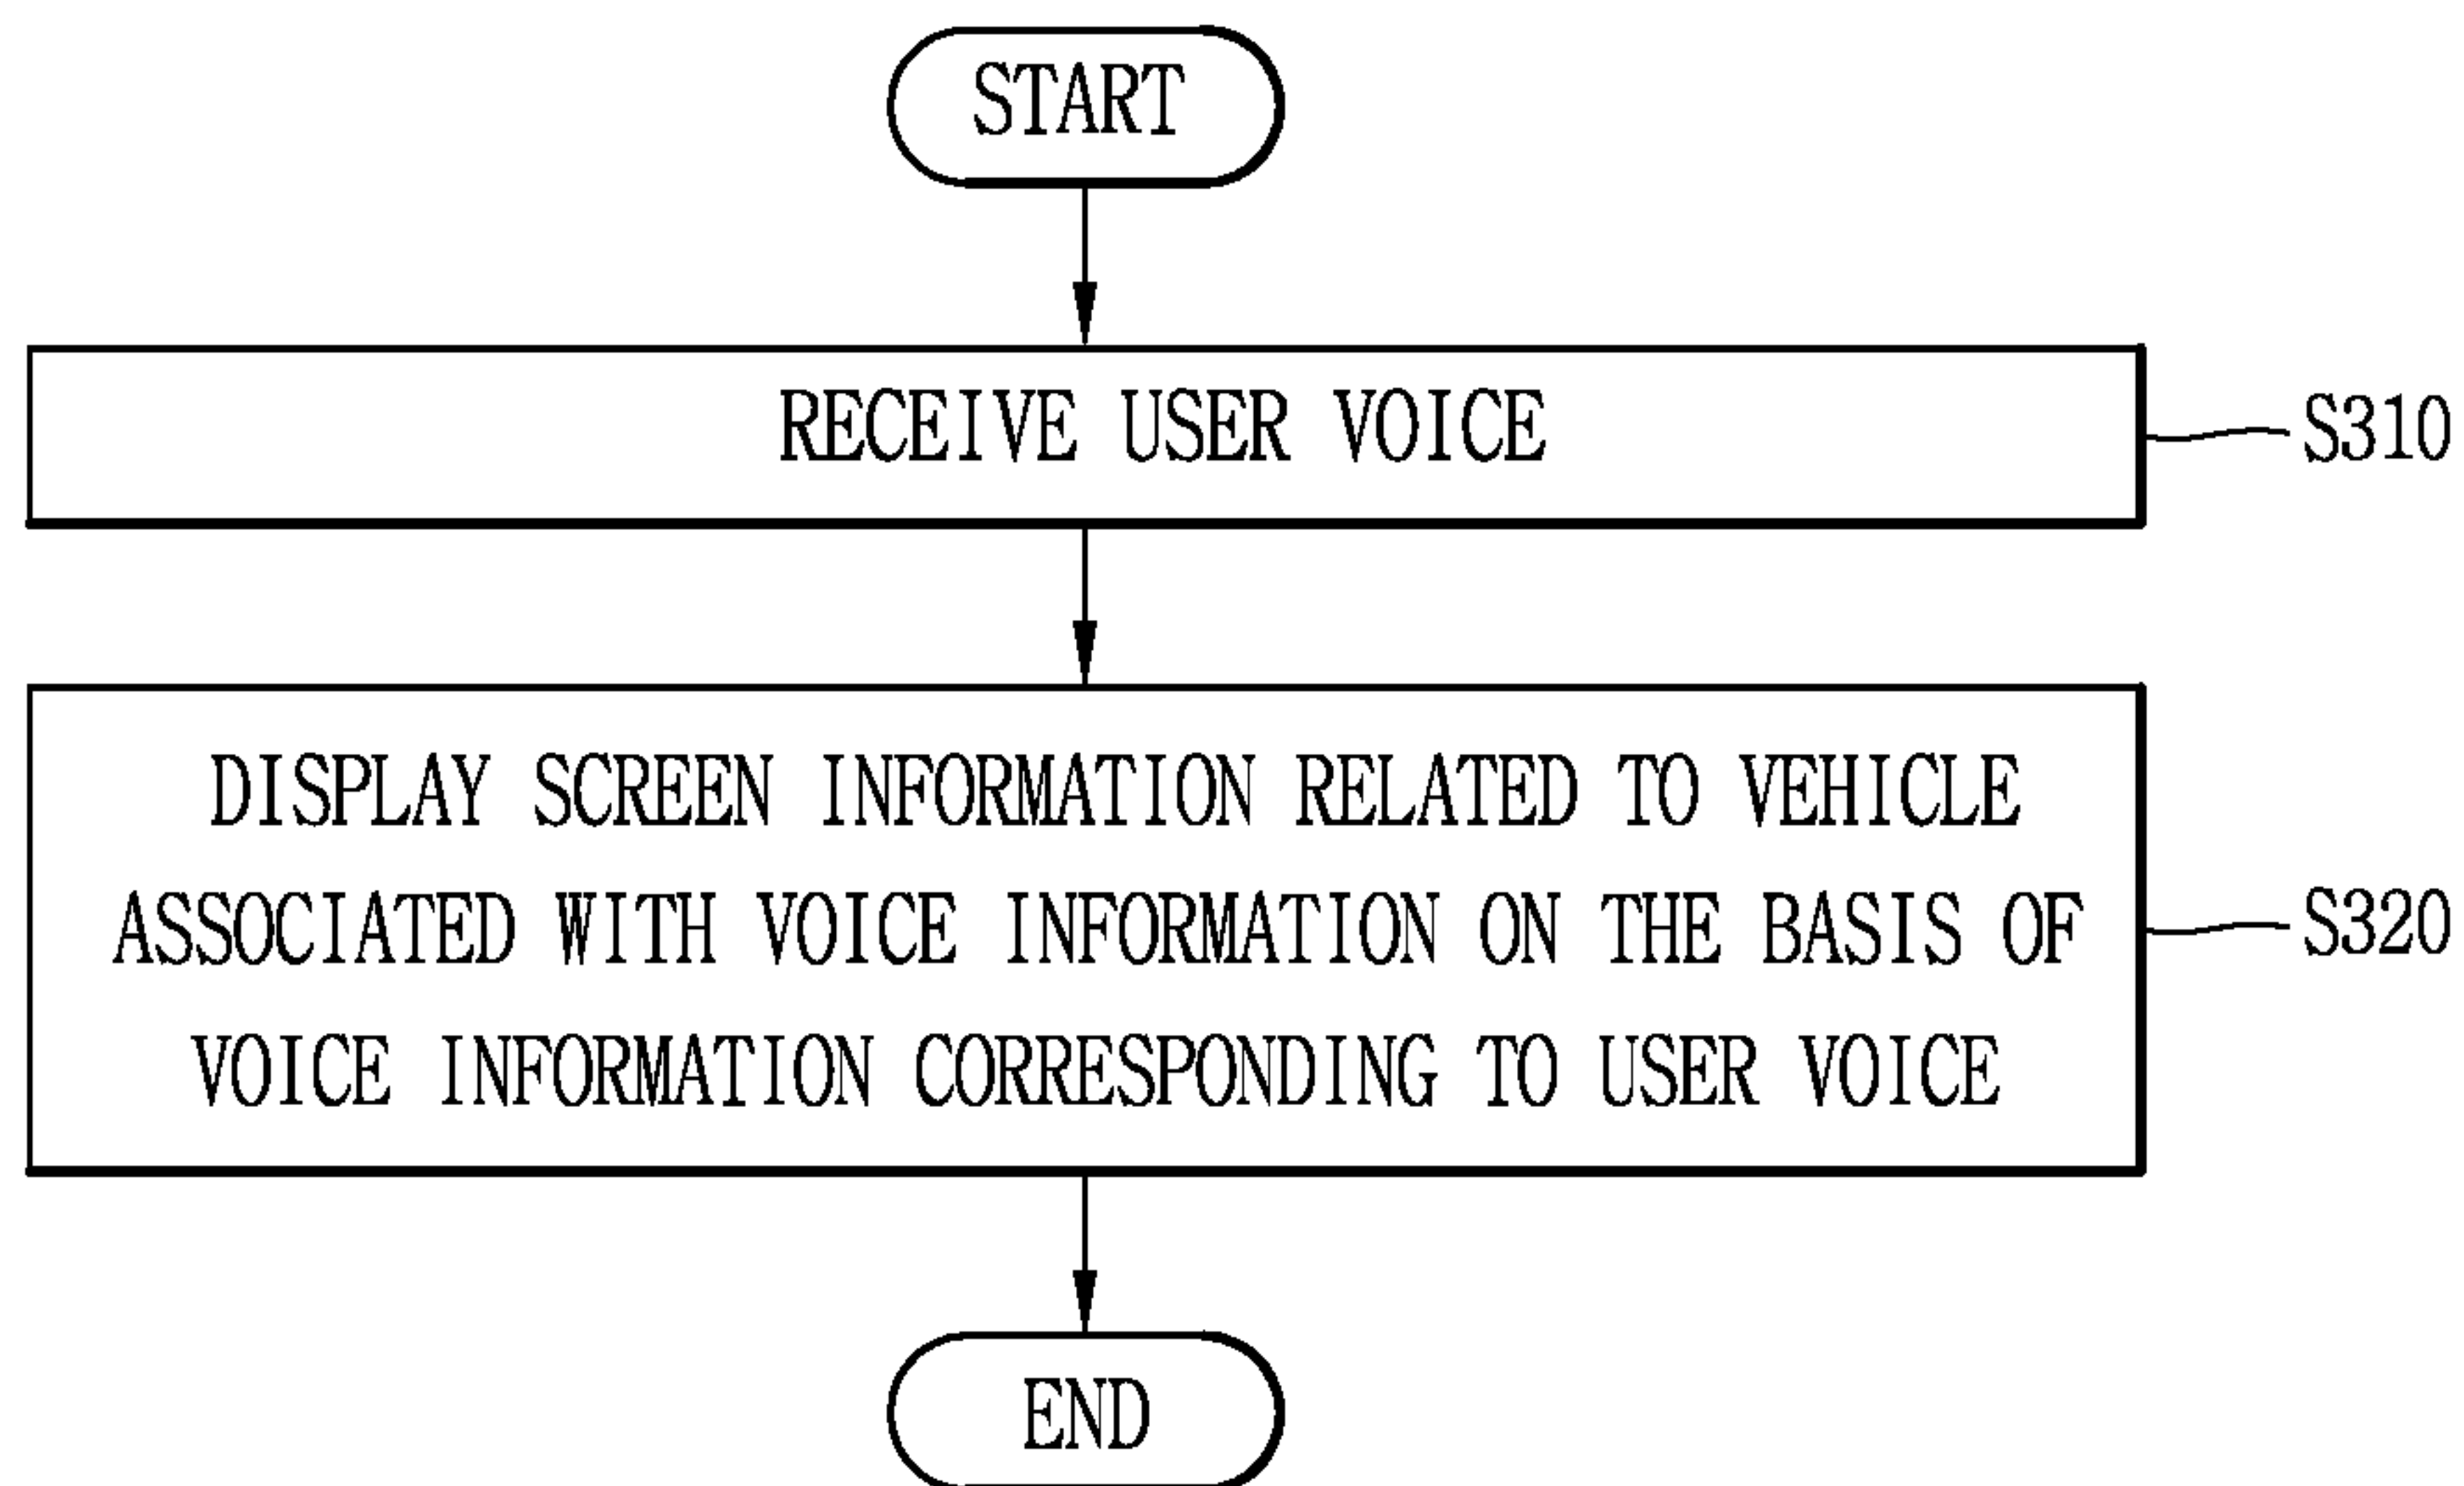 START
RECEIVE USER VOICE
S310
DISPLAY SCREEN INFORMATION RELATED TO VEHICLE
ASSOCIATED WITH VOICE INFORMATION ON THE BASIS OF
S320
VOICE INFORMATION CORRESPONDING TO USER VOICE
END